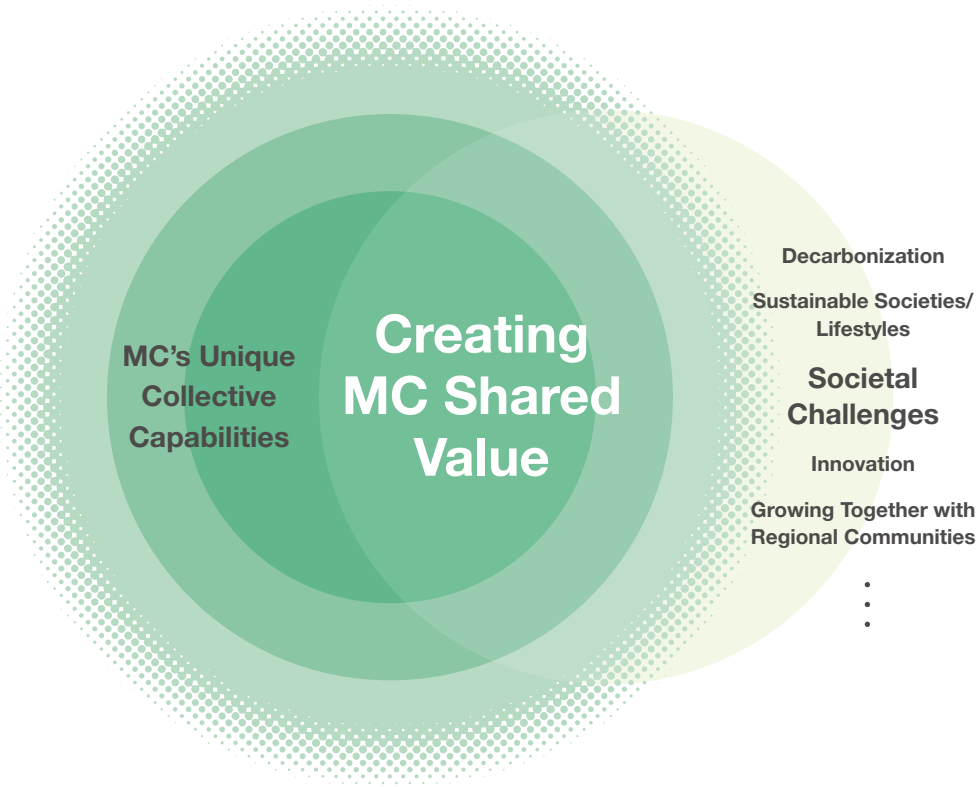 MC’s Unique
Collective
Capabilities
Creating
MC Shared
Value
Decarbonization
Sustainable Societies/
Lifestyles
Societal
Challenges
Innovation
Growing Together with
Regional Communities
•
•
•